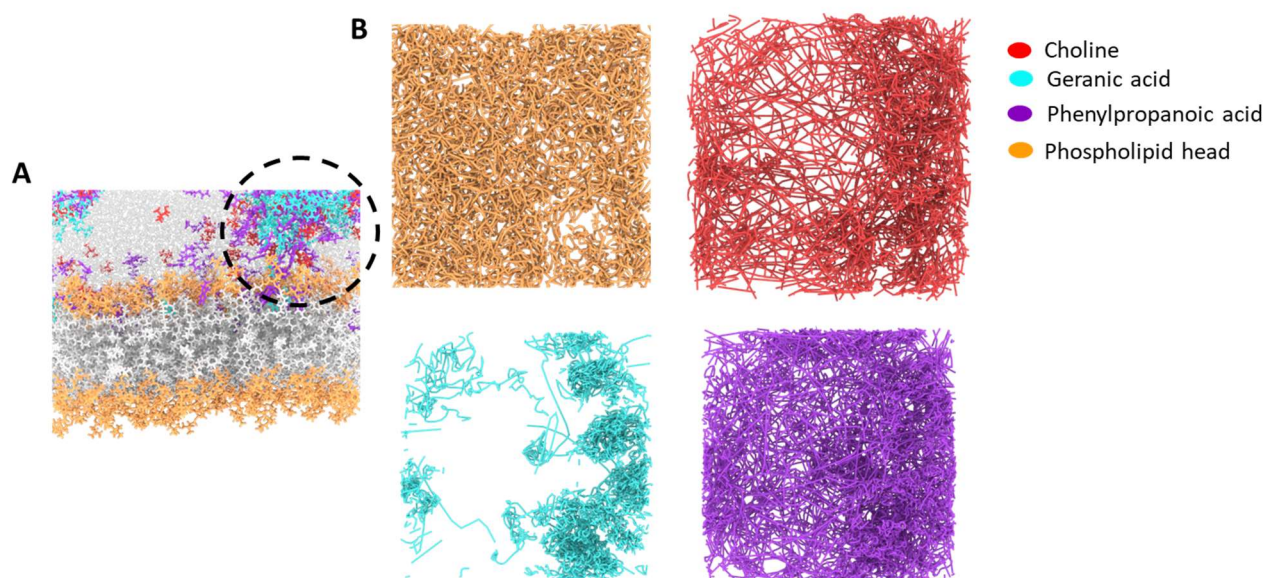 B
Choline
Geranic acid
Phenylpropanoic acid
Phospholipid head
A